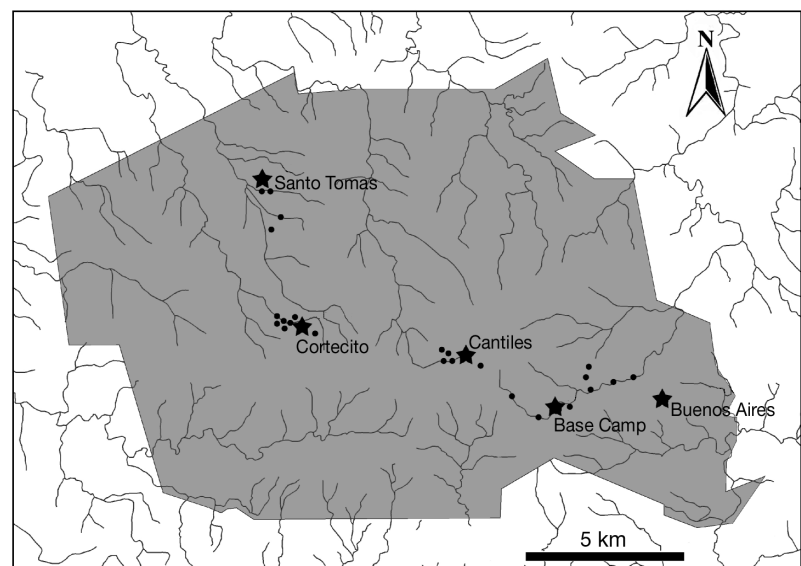 N
Santo Tomas
Cortecito
Cantiles
Base Camp
Buenos Aires
5 km